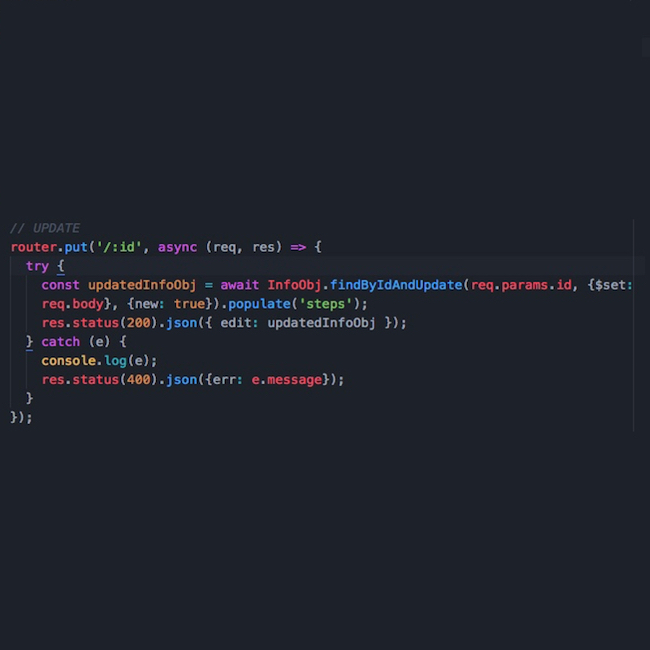 // UPDATE
router.put('/:id', async (req, res) => {
try {
const updatedInfoObj = await InfoObj.findByIdAndUpdate(req.params.id, {$set:
req.body}, {new: true}).populate('steps');
res.status(200).json({ edit: updatedInfoObj });
} catch (e) {
console.log(e);
res.status(400).json({err: e.message});
}
});